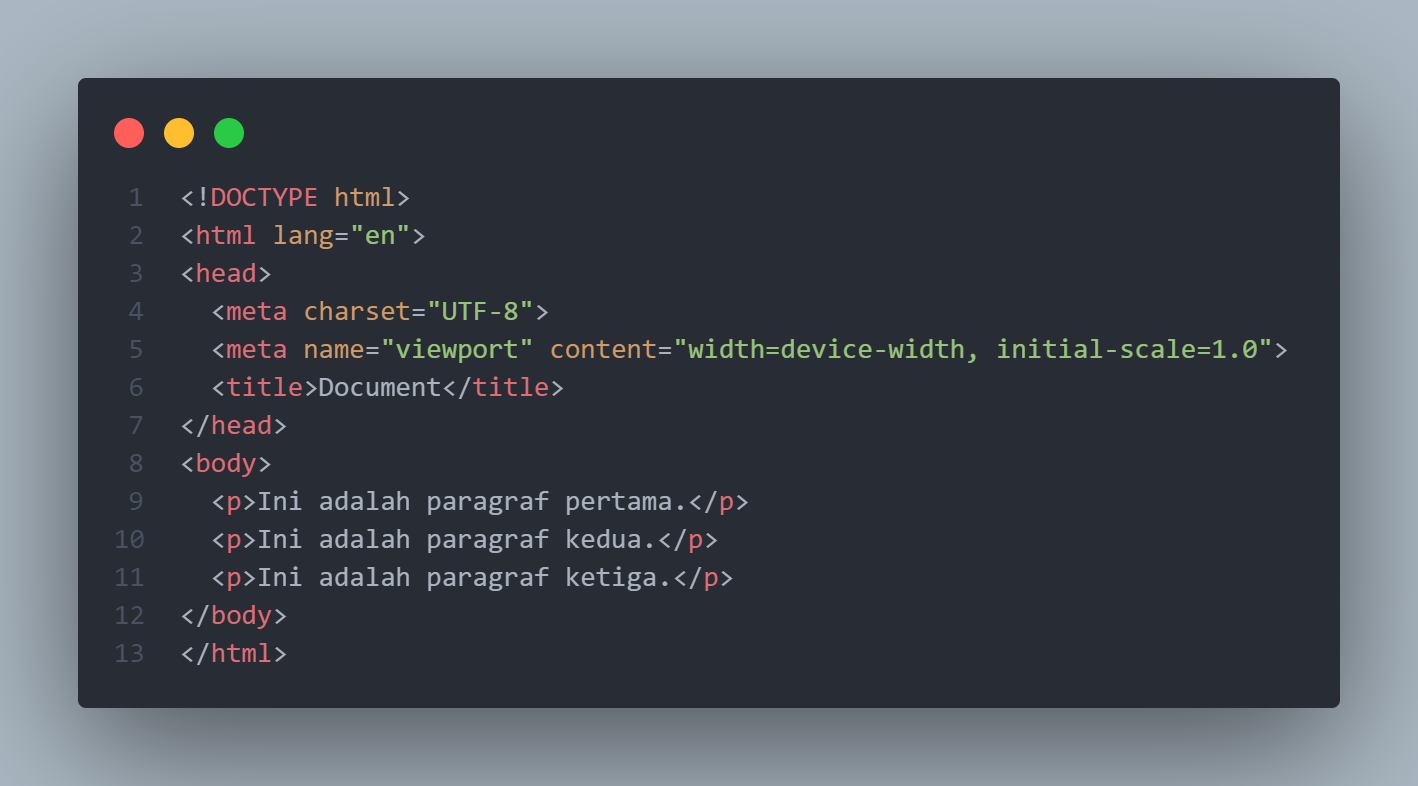 1 <!DOCTYPE html>
2 <html lang="en">
3 <head>
4   <meta charset="UTF-8">
5   <meta name="viewport" content="width=device-width, initial-scale=1.0">
6   <title>Document</title>
7 </head>
8 <body>
9   <p>Ini adalah paragraf pertama.</p>
10   <p>Ini adalah paragraf kedua.</p>
11   <p>Ini adalah paragraf ketiga.</p>
12 </body>
13 </html>